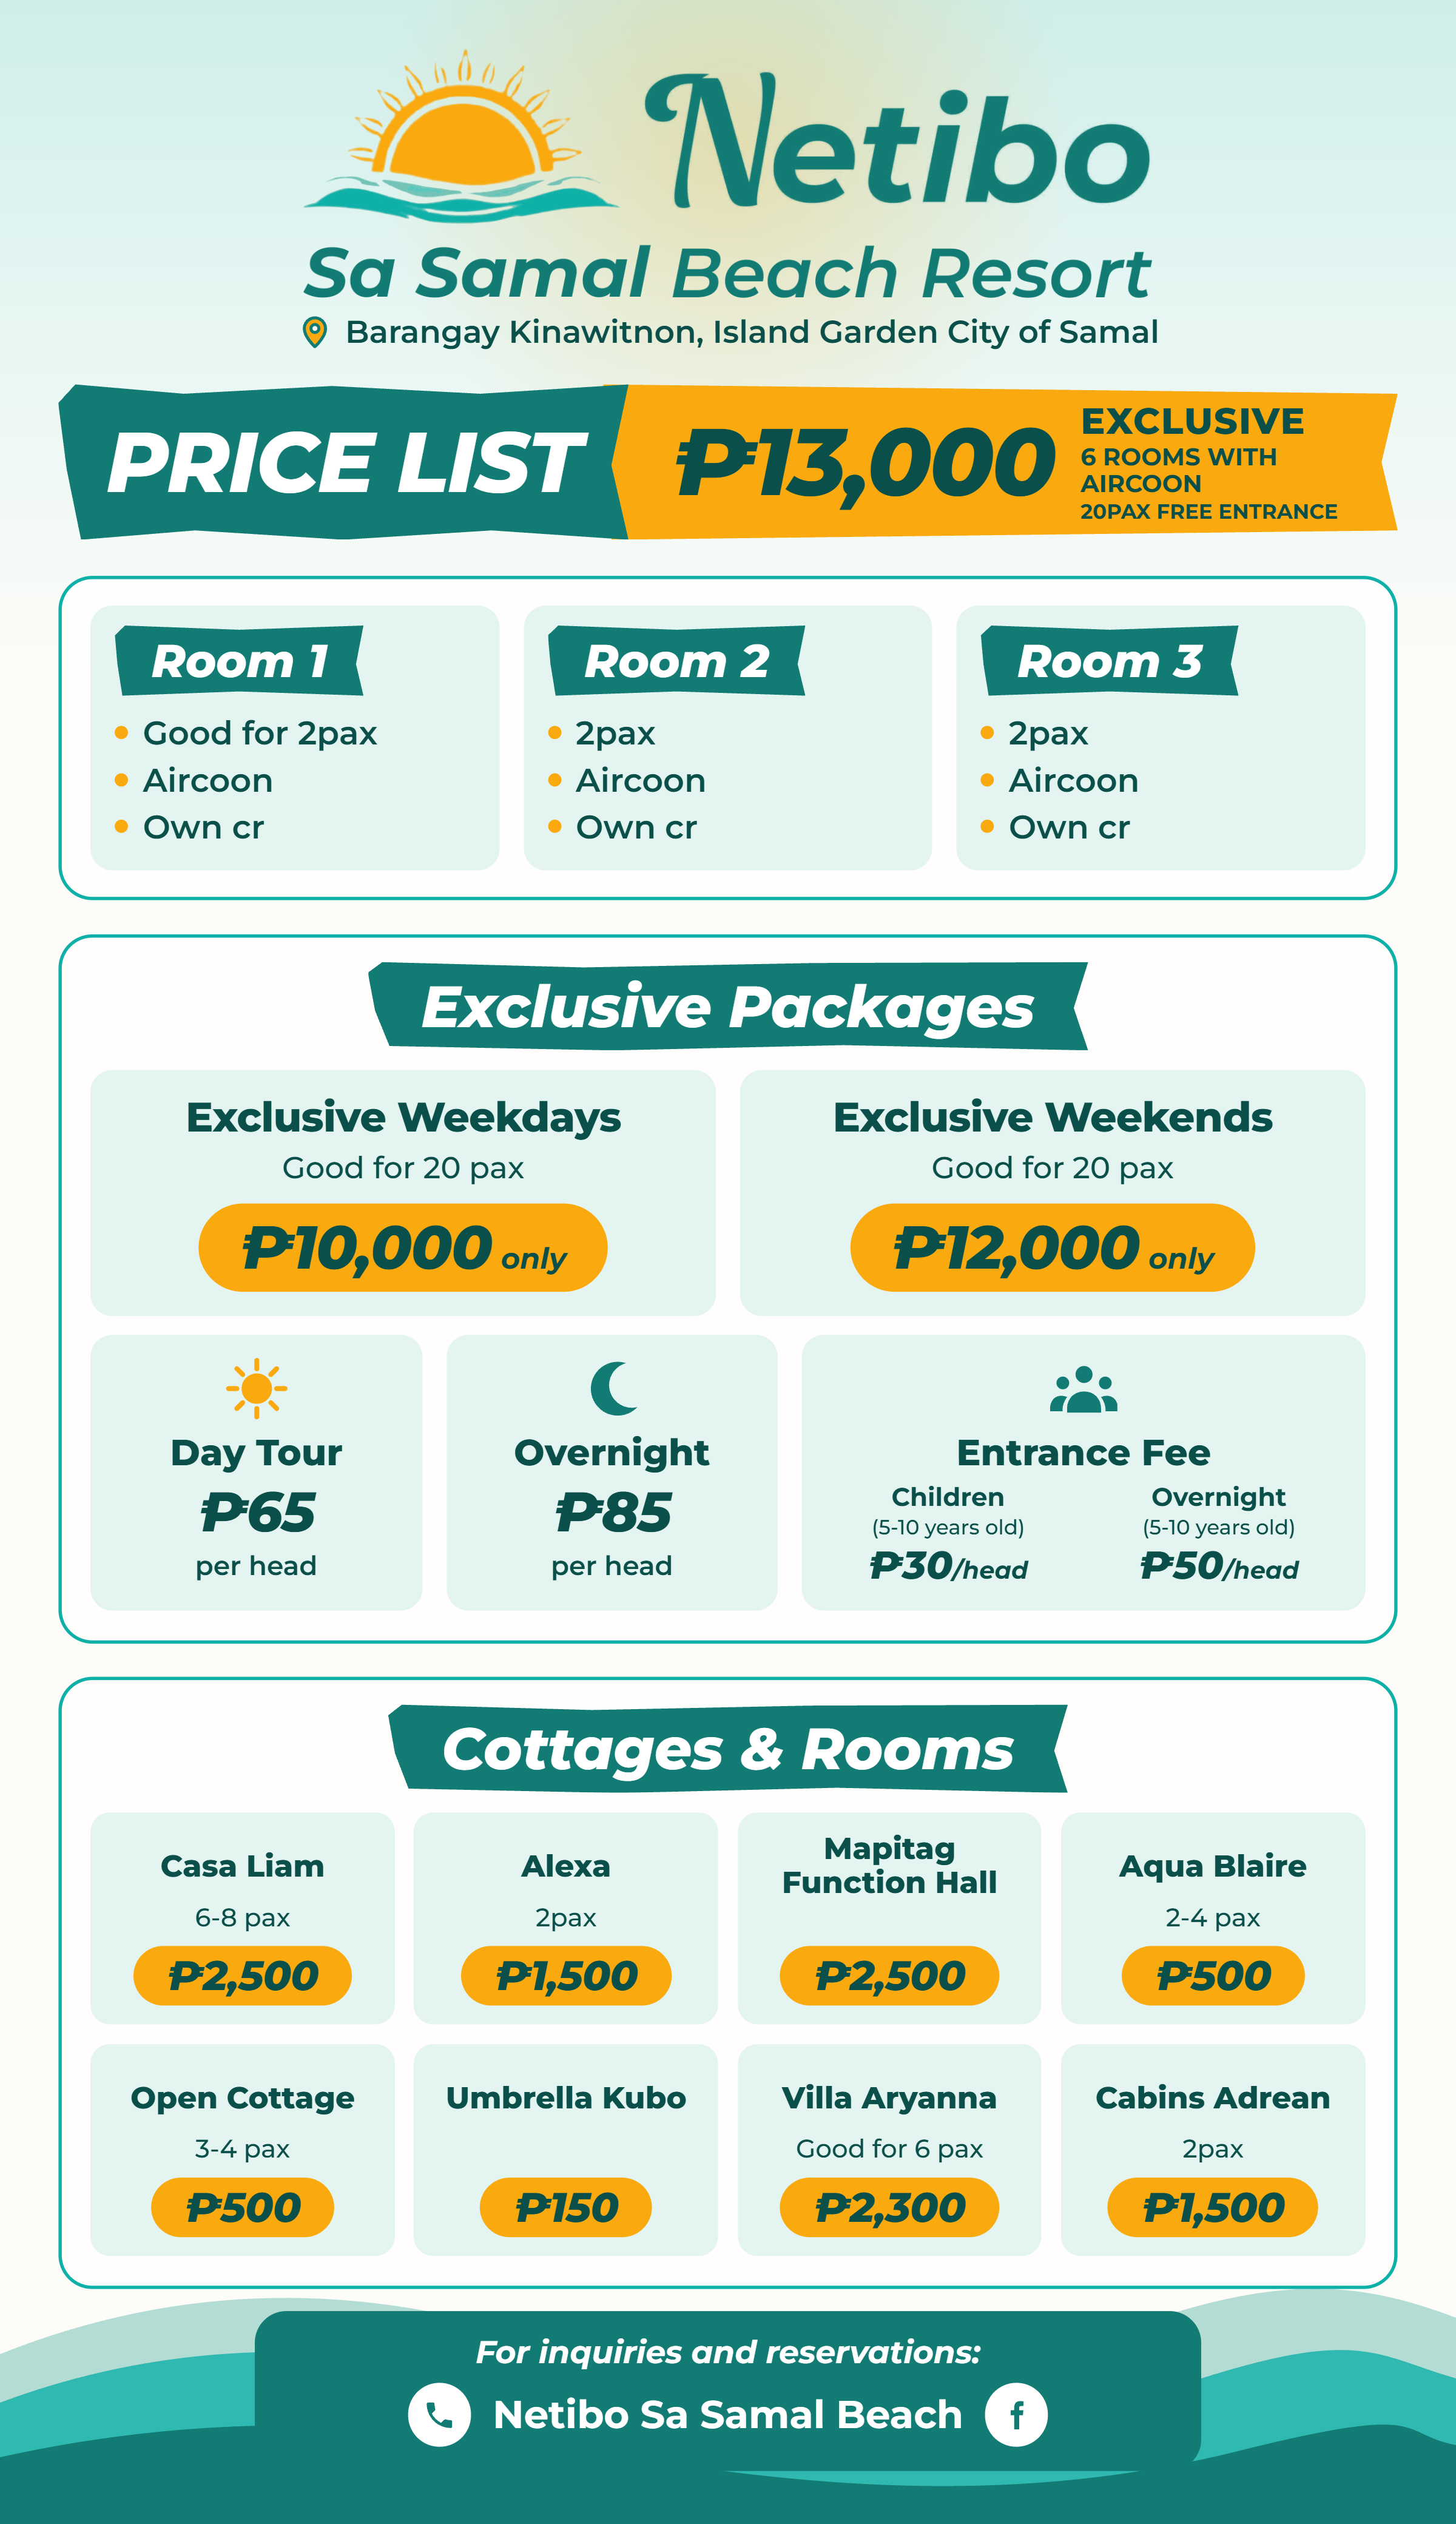 Netibo
Sa Samal Beach Resort
Barangay Kinawitnon, Island Garden City of Samal
PRICE LIST
₱13,000
EXCLUSIVE
6 ROOMS WITH
AIRCOON
20PAX FREE ENTRANCE
Room 1
Good for 2pax
Aircoon
Own cr
Room 2
2pax
Aircoon
Own cr
Room 3
2pax
Aircoon
Own cr
Exclusive Packages
Exclusive Weekdays
Good for 20 pax
₱10,000 only
Exclusive Weekends
Good for 20 pax
₱12,000 only
Day Tour
₱65
per head
Overnight
₱85
per head
Entrance Fee
Children
(5-10 years old)
₱30/head
Overnight
(5-10 years old)
₱50/head
Cottages & Rooms
Casa Liam
6-8 pax
₱2,500
Alexa
2pax
₱1,500
Mapitag
Function Hall
₱2,500
Aqua Blaire
2-4 pax
₱500
Open Cottage
3-4 pax
₱500
Umbrella Kubo
₱150
Villa Aryanna
Good for 6 pax
₱2,300
Cabins Adrean
2pax
₱1,500
For inquiries and reservations:
Netibo Sa Samal Beach